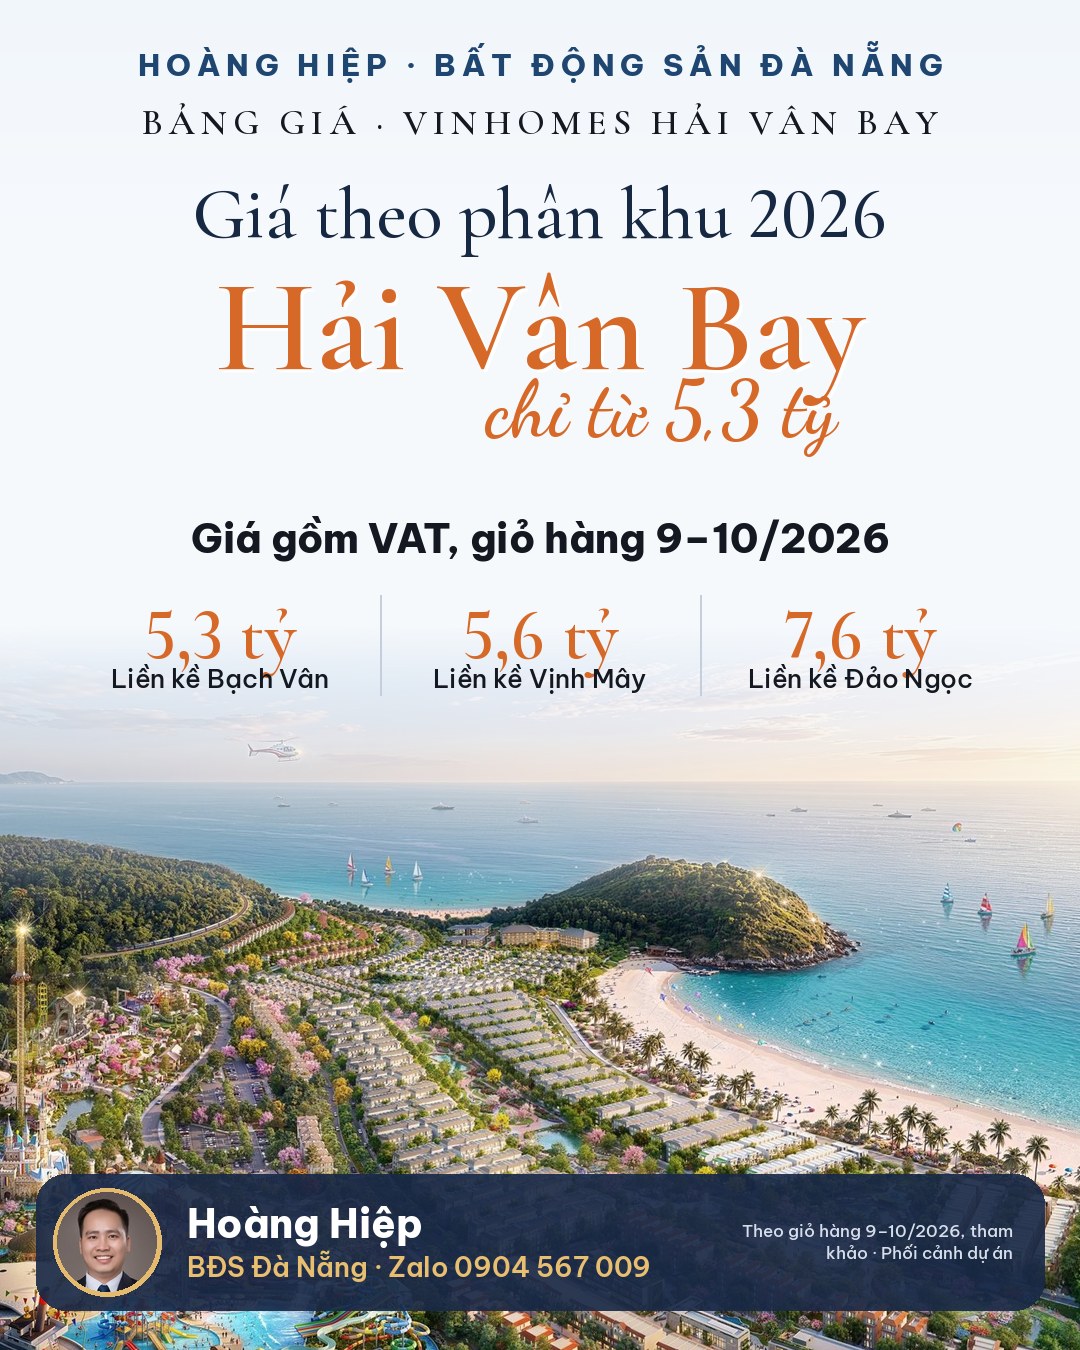 HOÀNG HIỆP · BẤT ĐỘNG SẢN ĐÀ NẴNG
BẢNG GIÁ · VINHOMES HẢI VÂN BAY
Giá theo phân khu 2026
Hải Vân Bay
chỉ từ 5,3 tỷ
Giá gồm VAT, giỏ hàng 9–10/2026
5,3 tỷ
Liền kề Bạch Vân
5,6 tỷ
Liền kề Vịnh Mây
7,6 tỷ
Liền kề Đảo Ngọc
Hoàng Hiệp
BĐS Đà Nẵng · Zalo 0904 567 009
Theo giỏ hàng 9–10/2026, tham
khảo · Phối cảnh dự án